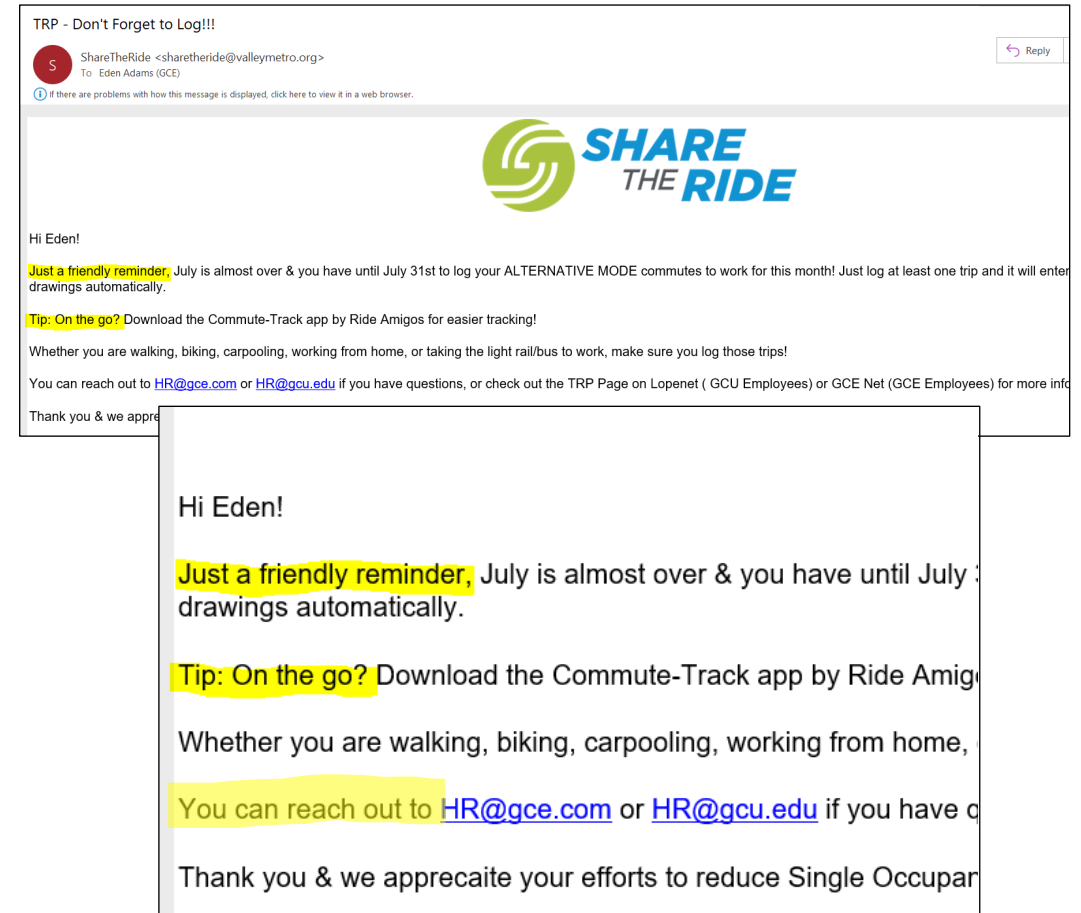 TRP - Don't Forget to Log!!!
S
ShareTheRide <sharetheride@valleymetro.org>
To Eden Adams (GCE)
Reply
If there are problems with how this message is displayed, click here to view it in a web browser.
SHARE
THE RIDE
Hi Eden!
Just a friendly reminder, July is almost over & you have until July 31st to log your ALTERNATIVE MODE commutes to work for this month! Just log at least one trip and it will enter
drawings automatically.
Tip: On the go? Download the Commute-Track app by Ride Amigos for easier tracking!
Whether you are walking, biking, carpooling, working from home, or taking the light rail/bus to work, make sure you log those trips!
You can reach out to HR@gce.com or HR@gcu.edu if you have questions, or check out the TRP Page on Lopenet ( GCU Employees) or GCE Net (GCE Employees) for more info
Thank you & we appre
Hi Eden!
Just a friendly reminder, July is almost over & you have until July
drawings automatically.
Tip: On the go? Download the Commute-Track app by Ride Amig
Whether you are walking, biking, carpooling, working from home,
You can reach out to HR@gce.com or HR@gcu.edu if you have q
Thank you & we apprecaite your efforts to reduce Single Occupan